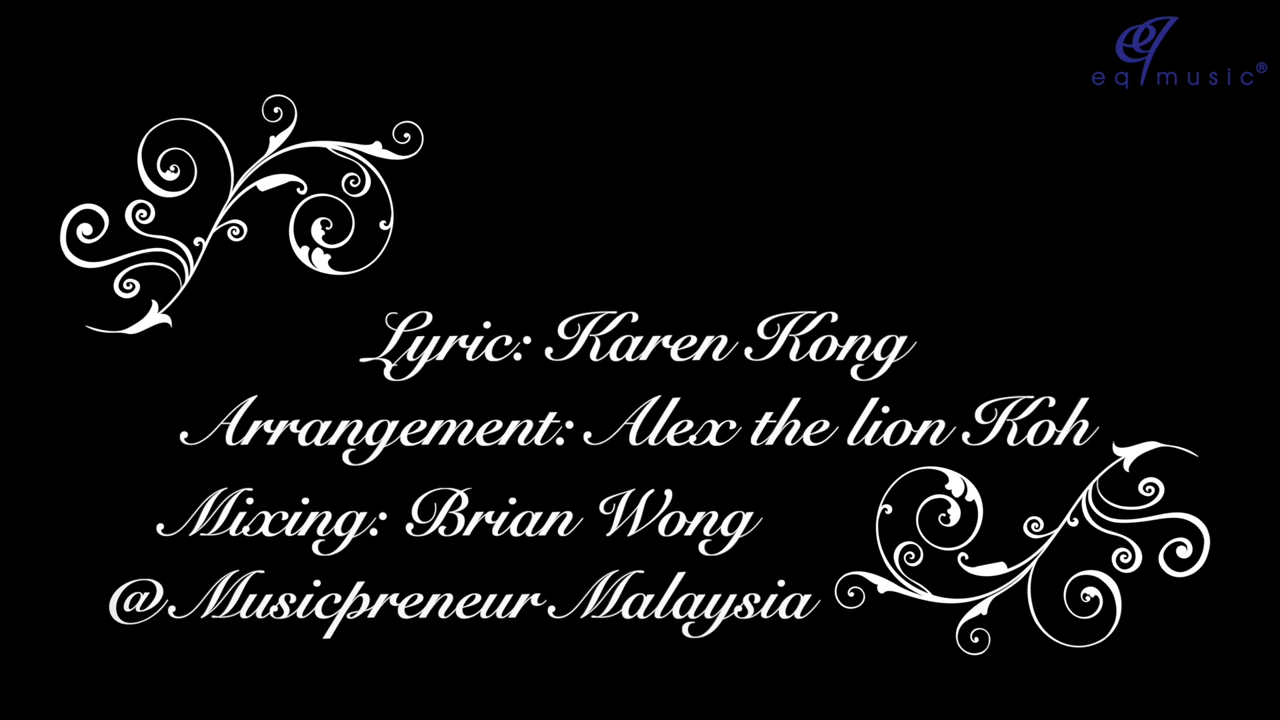 eq music®
Lyric: Karen Kong
Arrangement: Alex the lion Koh
Mixing: Brian Wong
@Musicpreneur Malaysia